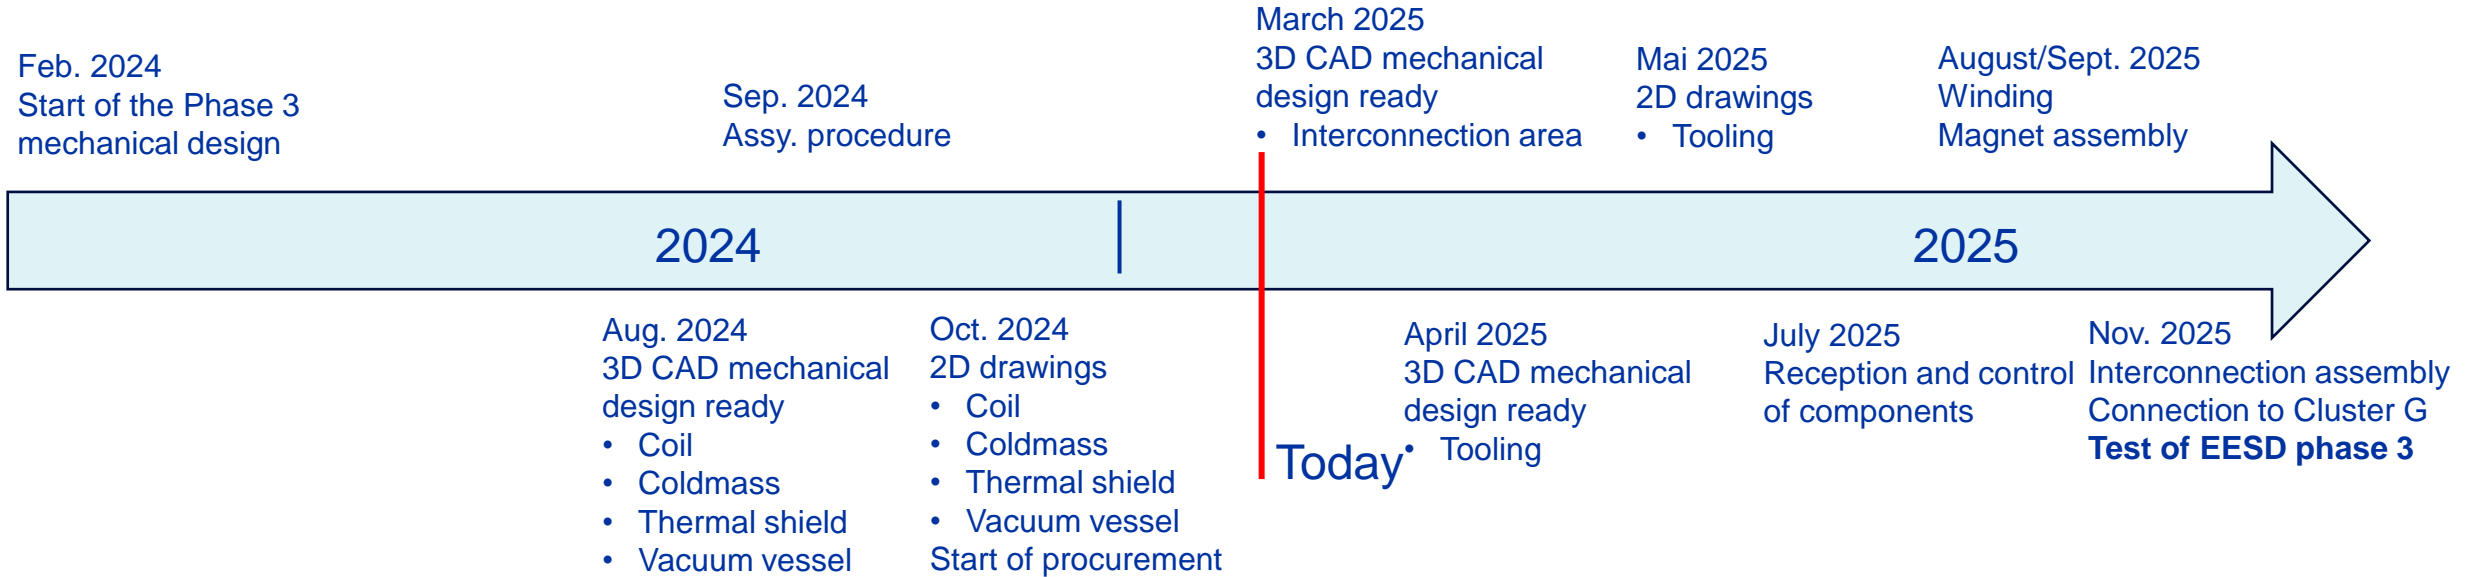 Feb. 2024
Start of the Phase 3
mechanical design
Sep. 2024
Assy. procedure
March 2025
3D CAD mechanical
design ready
• Interconnection area
Mai 2025
2D drawings
• Tooling
August/Sept. 2025
Winding
Magnet assembly
2024
2025
Aug. 2024
3D CAD mechanical
design ready
• Coil
• Coldmass
• Thermal shield
• Vacuum vessel
Oct. 2024
2D drawings
• Coil
• Coldmass
• Thermal shield
• Vacuum vessel
Start of procurement
Today
April 2025
3D CAD mechanical
design ready
• Tooling
July 2025
Reception and control
of components
Nov. 2025
Interconnection assembly
Connection to Cluster G
Test of EESD phase 3